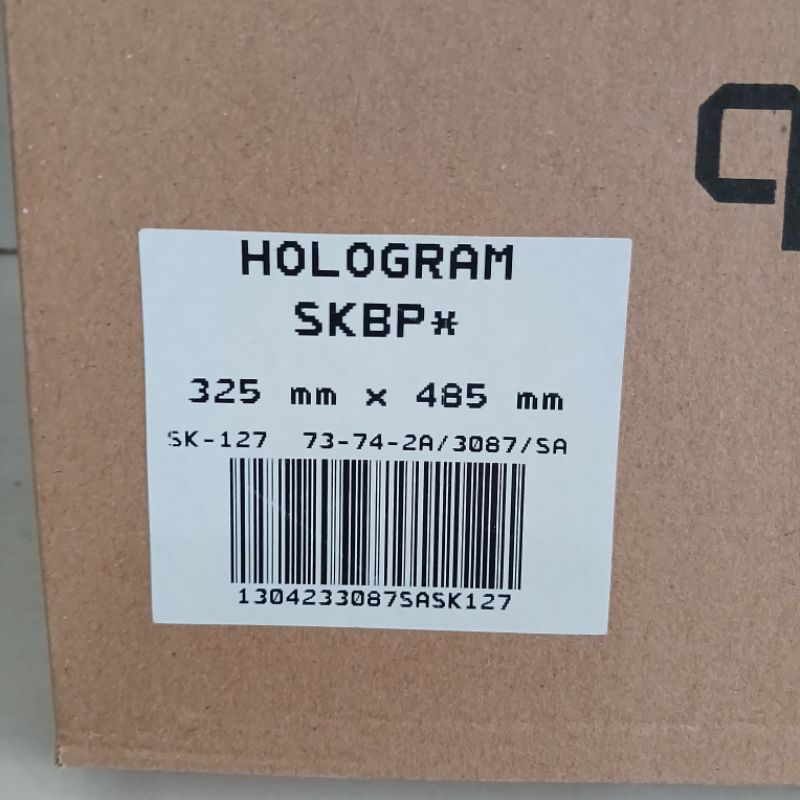 HOLOGRAM
SKBP*
325 mm x 485 mm
SK-127 73-74-2A/3087/SA
1304233087SASK127